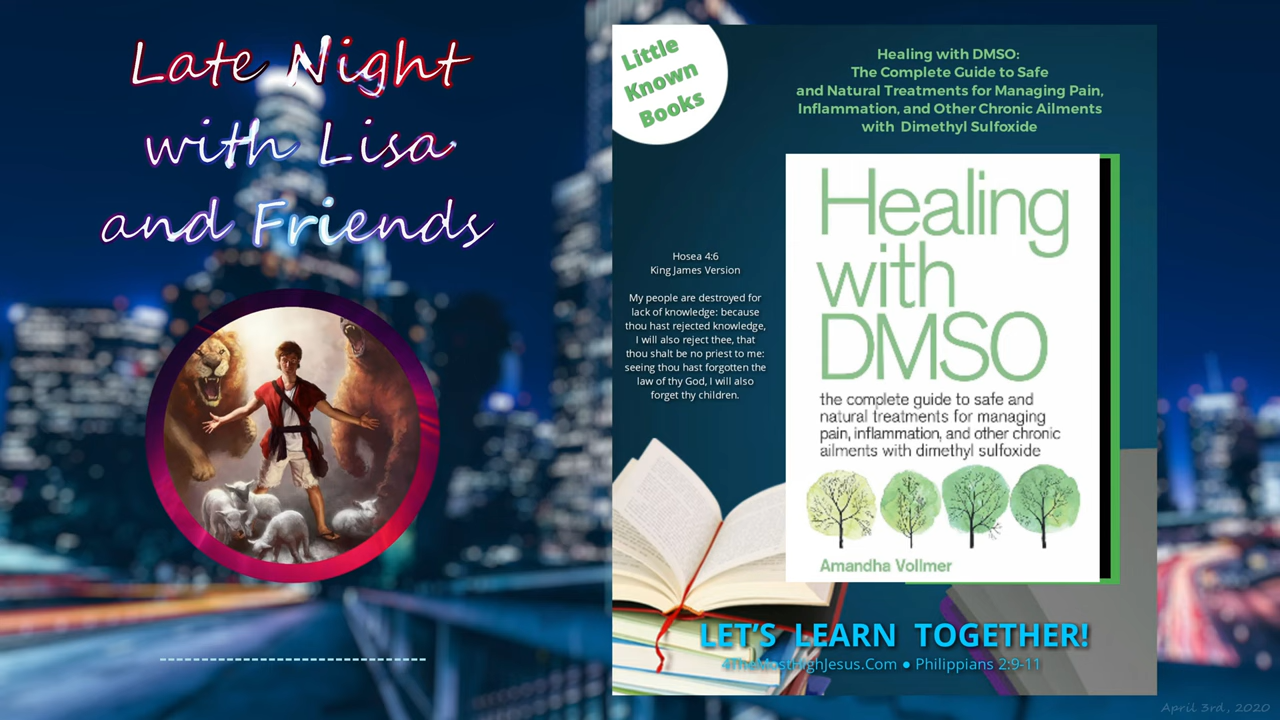 Late Night
with Lisa
and Friends
Little
Known
Books
Healing with DMSO:
The Complete Guide to Safe
and Natural Treatments for Managing Pain,
Inflammation, and Other Chronic Ailments
with Dimethyl Sulfoxide
Hosea 4:6
King James Version
My people are destroyed for
lack of knowledge: because
thou hast rejected knowledge,
I will also reject thee, that
thou shalt be no priest to me:
seeing thou hast forgotten the
law of thy God, I will also
forget thy children.
Healing
with
DMSO
the complete guide to safe and
natural treatments for managing
pain, inflammation, and other chronic
ailments with dimethyl sulfoxide
Amandha Vollmer
LET'S LEARN TOGETHER!
4TheMostHighJesus.Com ● Philippians 2:9-11
April 3rd, 2020